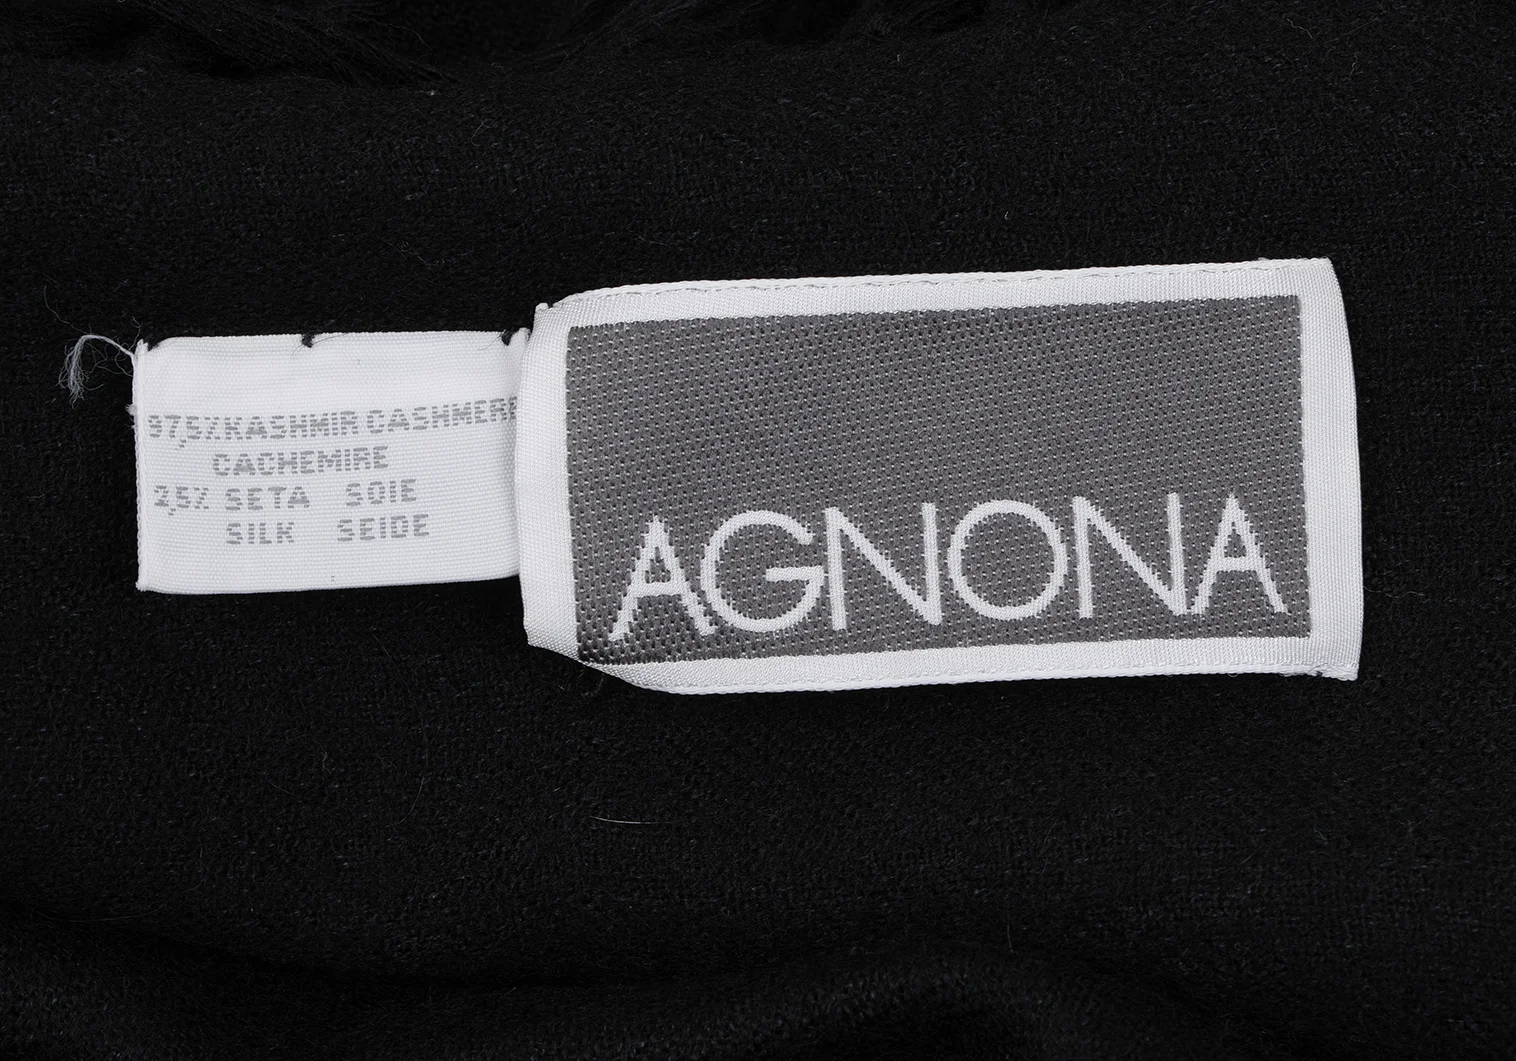 97,5% KASHMIR CASHMERE
CACHEMIRE
2,5% SETA SOIE
SILK SEIDE
AGNONA